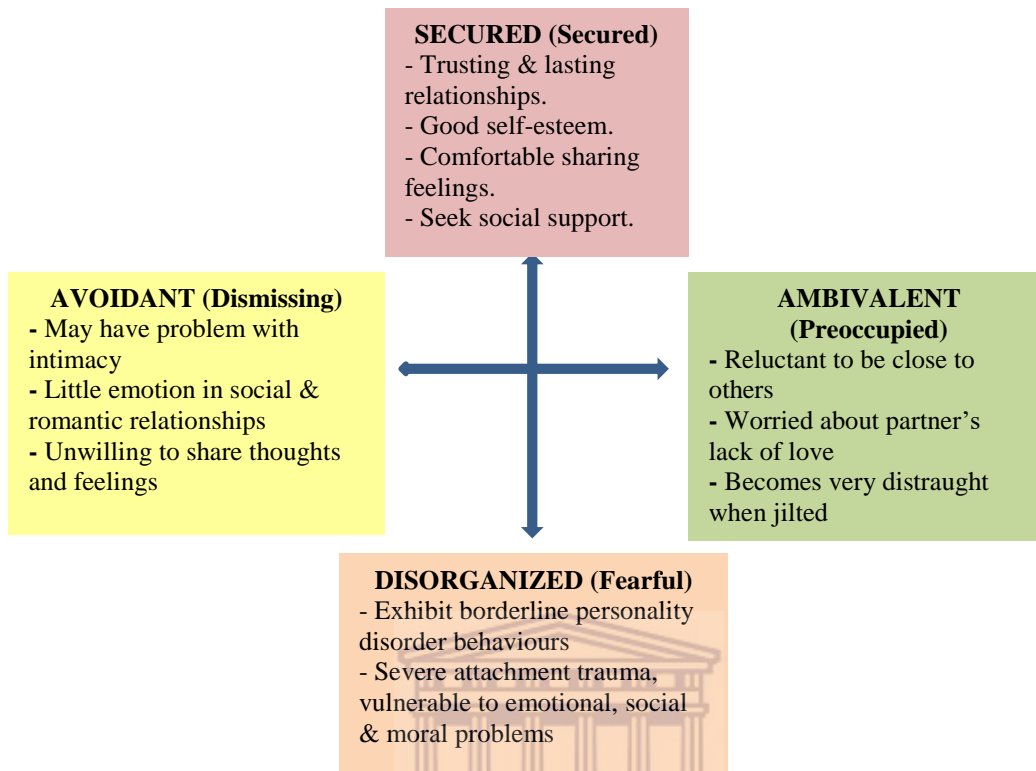 SECURED (Secured)
- Trusting & lasting
relationships.
- Good self-esteem.
- Comfortable sharing
feelings.
- Seek social support.
AVOIDANT (Dismissing)
- May have problem with
intimacy
- Little emotion in social &
romantic relationships
- Unwilling to share thoughts
and feelings
AMBIVALENT
(Preoccupied)
- Reluctant to be close to
others
- Worried about partner’s
lack of love
- Becomes very distraught
when jilted
DISORGANIZED (Fearful)
- Exhibit borderline personality
disorder behaviours
- Severe attachment trauma,
vulnerable to emotional, social
& moral problems